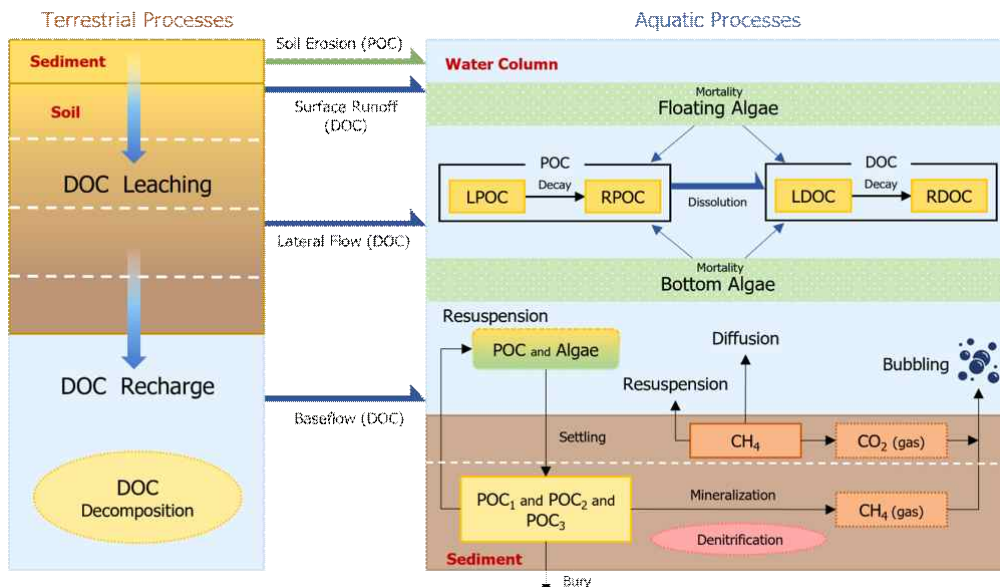 Terrestrial Processes
Aquatic Processes
Sediment
Soil
DOC Leaching
DOC Recharge
DOC
Decomposition
Soil Erosion (POC)
Surface Runoff
(DOC)
Lateral Flow (DOC)
Baseflow (DOC)
Water Column
Mortality
Floating Algae
POC
LPOC
Decay
RPOC
Dissolution
DOC
LDOC
Decay
RDOC
Mortality
Bottom Algae
Resuspension
POC and Algae
Diffusion
Resuspension
Bubbling
Settling
CH₄
CO₂ (gas)
POC₁ and POC₂ and
POC₃
Mineralization
CH₄ (gas)
Denitrification
Sediment
Bury